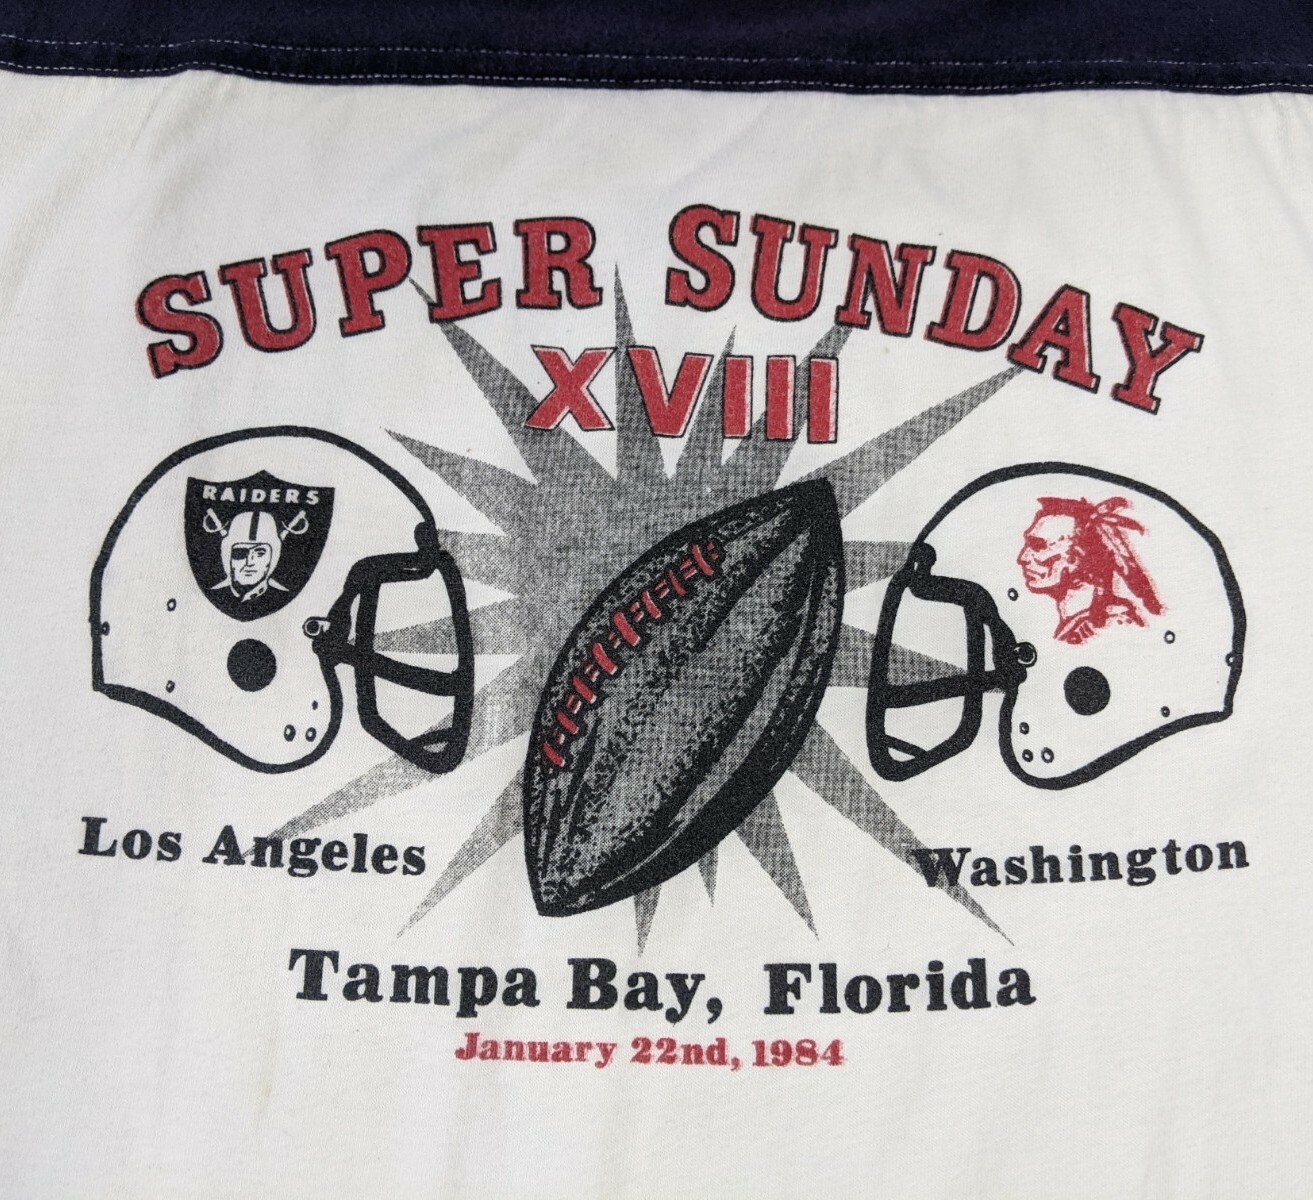 SUPER SUNDAY
XVIII
RAIDERS
Los Angeles
Washington
Tampa Bay, Florida
January 22nd, 1984